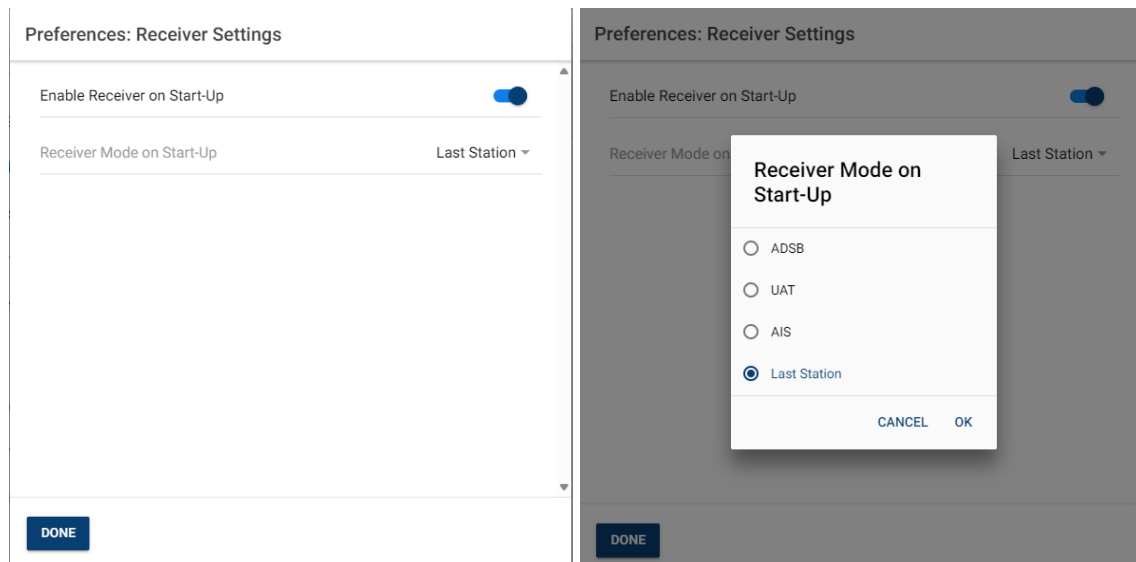 Preferences: Receiver Settings
Enable Receiver on Start-Up
Receiver Mode on Start-Up Last Station
DONE
Preferences: Receiver Settings
Enable Receiver on Start-Up
Receiver Mode on Last Station
Receiver Mode on
Start-Up
ADSB
UAT
AIS
Last Station
CANCEL OK
DONE